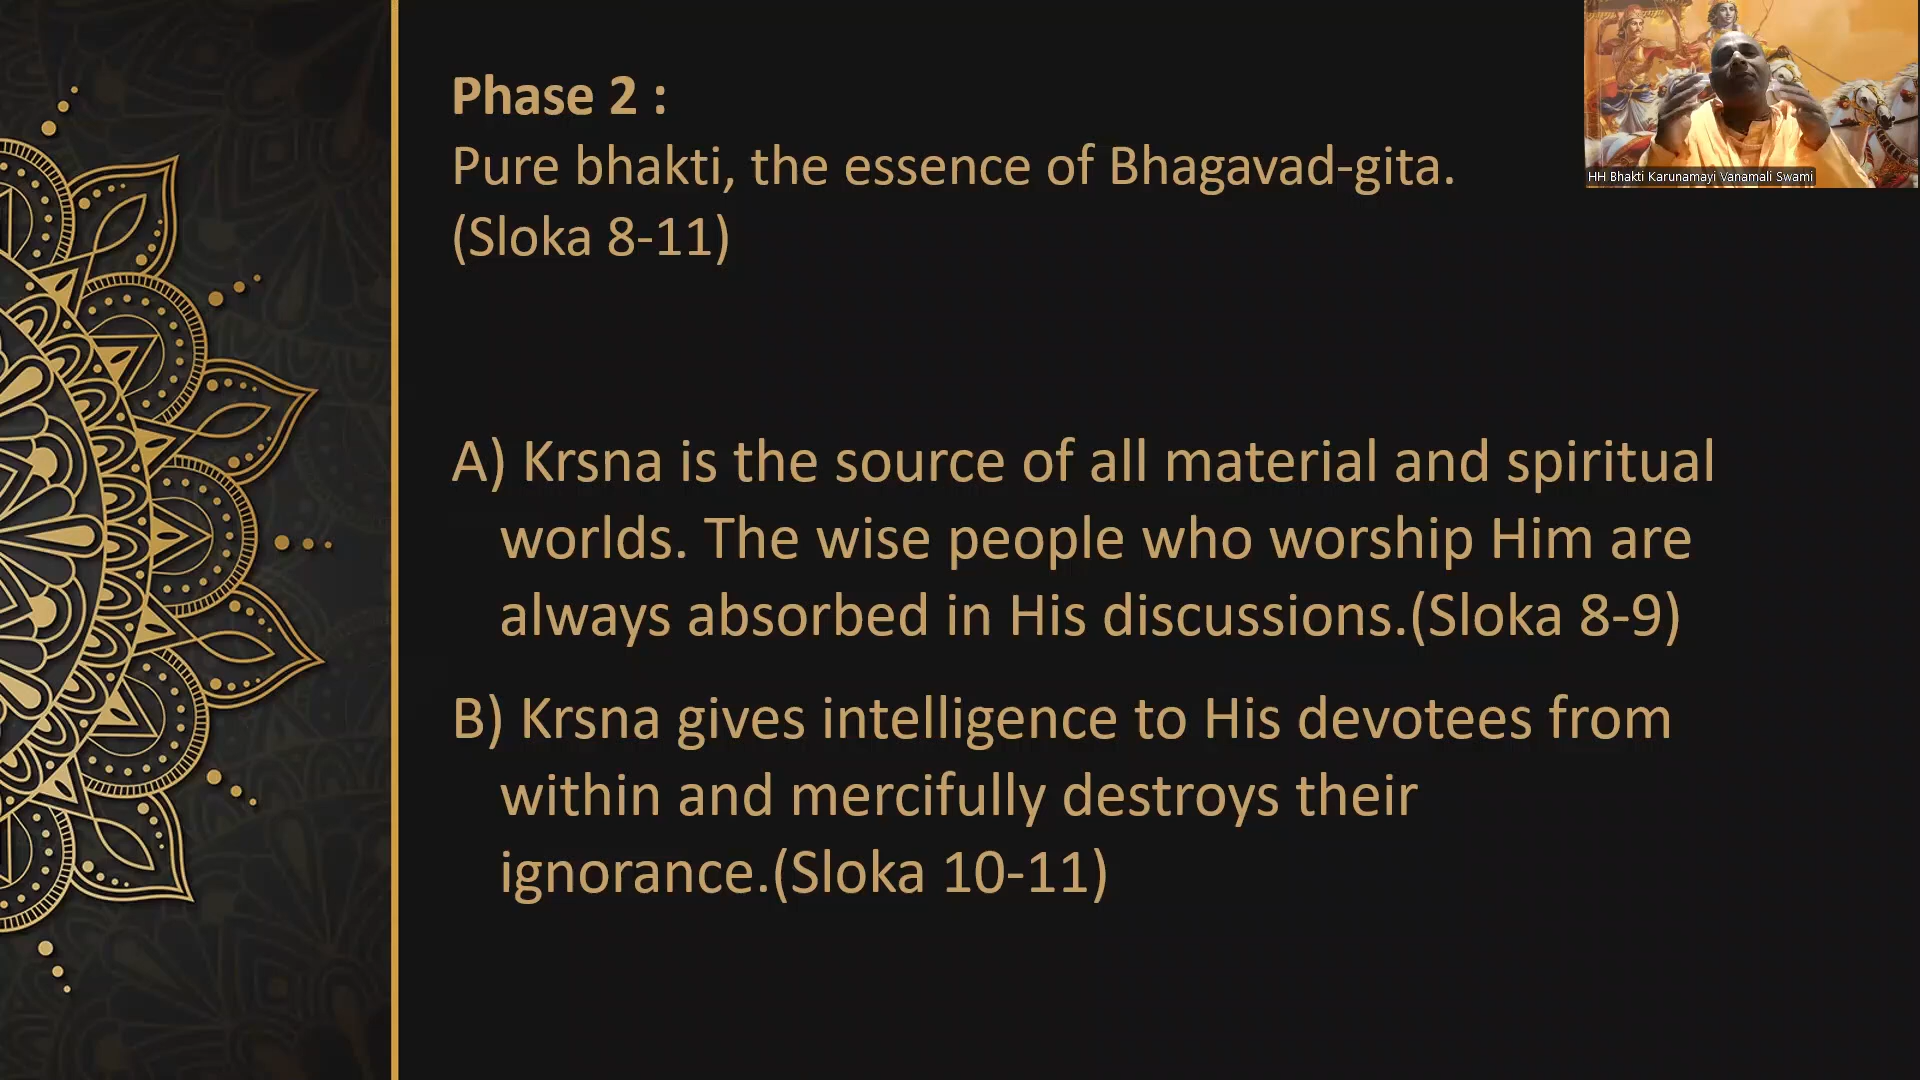 Phase 2 :
Pure bhakti, the essence of Bhagavad-gita.
(Sloka 8-11)
A) Krsna is the source of all material and spiritual
worlds. The wise people who worship Him are
always absorbed in His discussions.(Sloka 8-9)
B) Krsna gives intelligence to His devotees from
within and mercifully destroys their
ignorance.(Sloka 10-11)
HH Bhakti Karunamayi Vanamali Swami